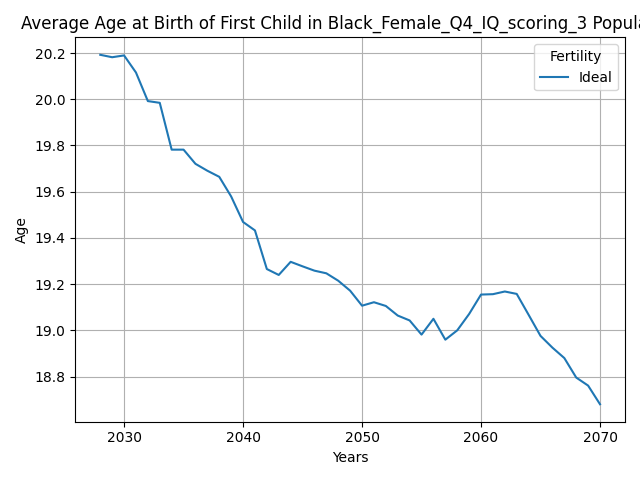 Average Age at Birth of First Child in Black_Female_Q4_IQ_scoring_3 Popula
Fertility
Ideal
Age
20.2
20.0
19.8
19.6
19.4
19.2
19.0
18.8
2030 2040 2050 2060 2070
Years